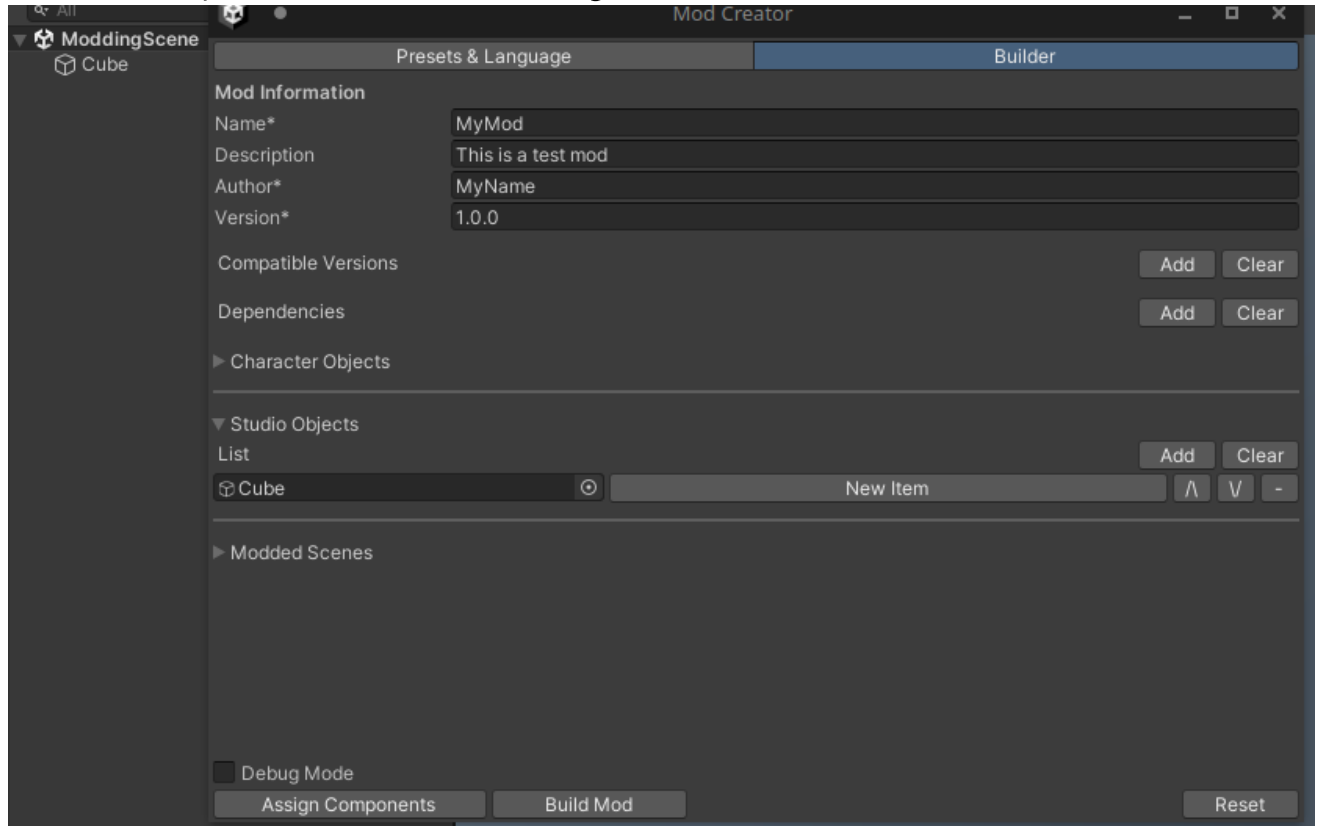 All
Mod Creator
ModdingScene
Cube
Presets & Language Builder
Mod Information
Name* MyMod
Description This is a test mod
Author* MyName
Version* 1.0.0
Compatible Versions Add Clear
Dependencies Add Clear
Character Objects
Studio Objects
List Add Clear
Cube New Item /\ \/ -
Modded Scenes
Debug Mode
Assign Components Build Mod Reset